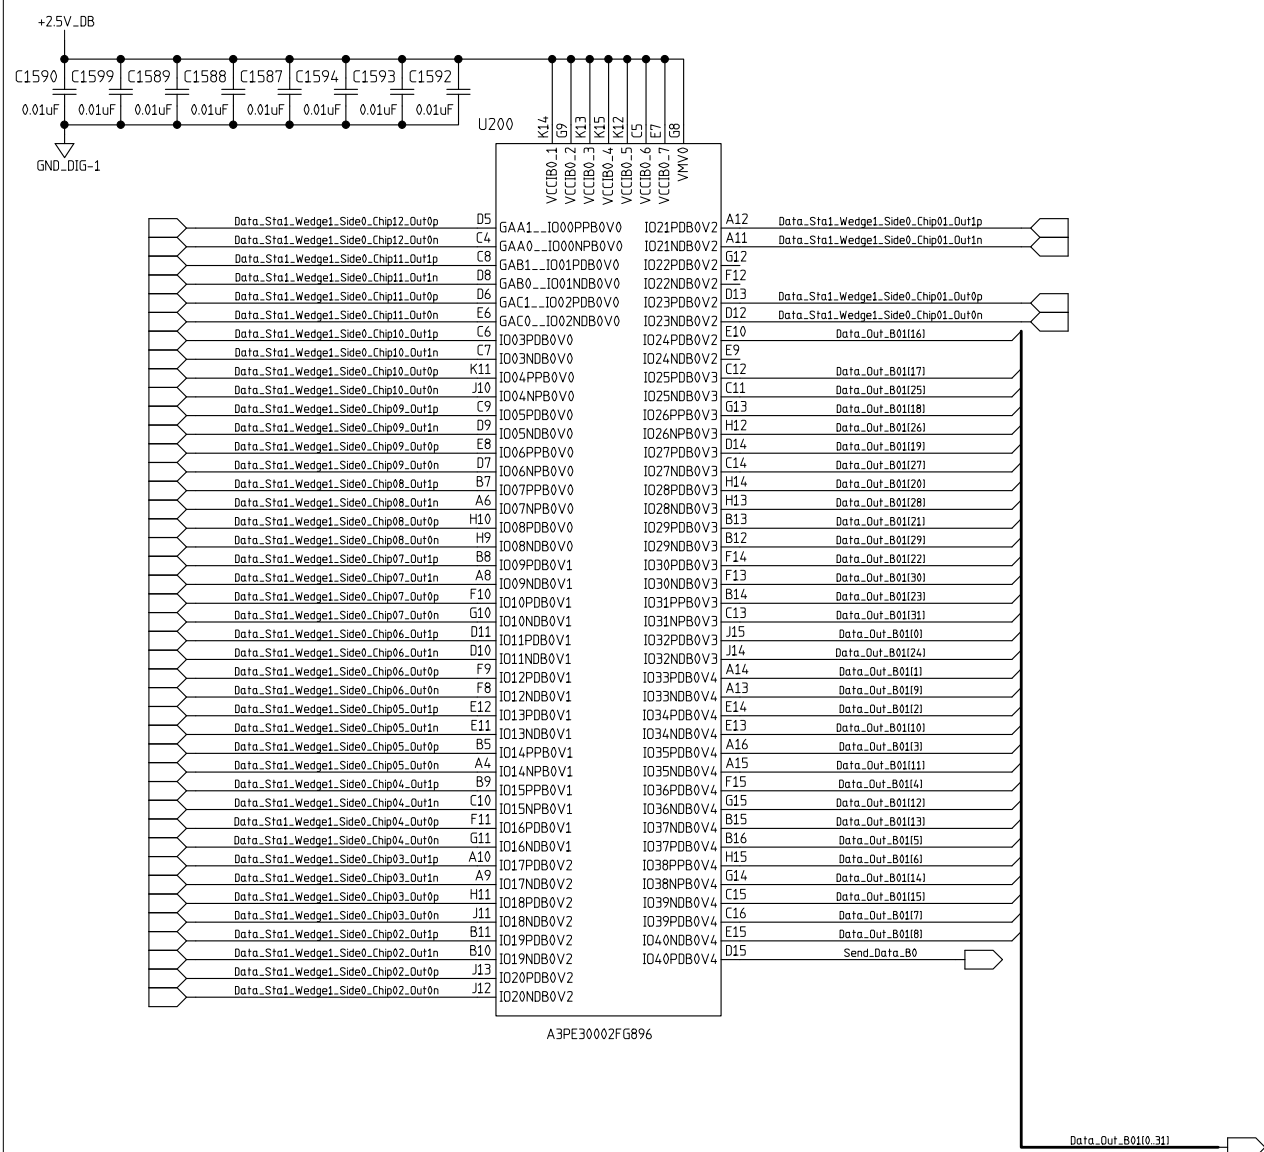 +2.5V_DB
C1590 C1599 C1589 C1588 C1587 C1594 C1593 C1592
0.01uF 0.01uF 0.01uF 0.01uF 0.01uF 0.01uF 0.01uF 0.01uF
GND_DIG-1
U200
K14 G9 K13 K15 K12 C5 E7 G8
VCCIB0_1 VCCIB0_2 VCCIB0_3 VCCIB0_4 VCCIB0_5 VCCIB0_6 VCCIB0_7 VMV0
Data_Sta1_Wedge1_Side0_Chip12_Out0p D5 GAA1__IO00PPB0V0 IO21PDB0V2 A12 Data_Sta1_Wedge1_Side0_Chip01_Out1p
Data_Sta1_Wedge1_Side0_Chip12_Out0n C4 GAA0__IO00NPB0V0 IO21NDB0V2 A11 Data_Sta1_Wedge1_Side0_Chip01_Out1n
Data_Sta1_Wedge1_Side0_Chip11_Out1p C8 GAB1__IO01PDB0V0 IO22PDB0V2 G12
Data_Sta1_Wedge1_Side0_Chip11_Out1n D8 GAB0__IO01NDB0V0 IO22NDB0V2 F12
Data_Sta1_Wedge1_Side0_Chip11_Out0p D6 GAC1__IO02PDB0V0 IO23PDB0V2 D13 Data_Sta1_Wedge1_Side0_Chip01_Out0p
Data_Sta1_Wedge1_Side0_Chip11_Out0n E6 GAC0__IO02NDB0V0 IO23NDB0V2 D12 Data_Sta1_Wedge1_Side0_Chip01_Out0n
Data_Sta1_Wedge1_Side0_Chip10_Out1p C6 IO03PDB0V0 IO24PDB0V2 E10 Data_Out_B01[16]
Data_Sta1_Wedge1_Side0_Chip10_Out1n C7 IO03NDB0V0 IO24NDB0V2 E9
Data_Sta1_Wedge1_Side0_Chip10_Out0p K11 IO04PPB0V0 IO25PDB0V3 C12 Data_Out_B01[17]
Data_Sta1_Wedge1_Side0_Chip10_Out0n J10 IO04NPB0V0 IO25NDB0V3 C11 Data_Out_B01[25]
Data_Sta1_Wedge1_Side0_Chip09_Out1p C9 IO05PDB0V0 IO26PPB0V3 G13 Data_Out_B01[18]
Data_Sta1_Wedge1_Side0_Chip09_Out1n D9 IO05NDB0V0 IO26NPB0V3 H12 Data_Out_B01[26]
Data_Sta1_Wedge1_Side0_Chip09_Out0p E8 IO06PPB0V0 IO27PDB0V3 D14 Data_Out_B01[19]
Data_Sta1_Wedge1_Side0_Chip09_Out0n D7 IO06NPB0V0 IO27NDB0V3 C14 Data_Out_B01[27]
Data_Sta1_Wedge1_Side0_Chip08_Out1p B7 IO07PPB0V0 IO28PDB0V3 H14 Data_Out_B01[20]
Data_Sta1_Wedge1_Side0_Chip08_Out1n A6 IO07NPB0V0 IO28NDB0V3 H13 Data_Out_B01[28]
Data_Sta1_Wedge1_Side0_Chip08_Out0p H10 IO08PDB0V0 IO29PDB0V3 B13 Data_Out_B01[21]
Data_Sta1_Wedge1_Side0_Chip08_Out0n H9 IO08NDB0V0 IO29NDB0V3 B12 Data_Out_B01[29]
Data_Sta1_Wedge1_Side0_Chip07_Out1p B8 IO09PDB0V1 IO30PDB0V3 F14 Data_Out_B01[22]
Data_Sta1_Wedge1_Side0_Chip07_Out1n A8 IO09NDB0V1 IO30NDB0V3 F13 Data_Out_B01[30]
Data_Sta1_Wedge1_Side0_Chip07_Out0p F10 IO10PDB0V1 IO31PPB0V3 B14 Data_Out_B01[23]
Data_Sta1_Wedge1_Side0_Chip07_Out0n G10 IO10NDB0V1 IO31NPB0V3 C13 Data_Out_B01[31]
Data_Sta1_Wedge1_Side0_Chip06_Out1p D11 IO11PDB0V1 IO32PDB0V3 J15 Data_Out_B01[0]
Data_Sta1_Wedge1_Side0_Chip06_Out1n D10 IO11NDB0V1 IO32NDB0V3 J14 Data_Out_B01[24]
Data_Sta1_Wedge1_Side0_Chip06_Out0p F9 IO12PDB0V1 IO33PDB0V4 A14 Data_Out_B01[1]
Data_Sta1_Wedge1_Side0_Chip06_Out0n F8 IO12NDB0V1 IO33NDB0V4 A13 Data_Out_B01[9]
Data_Sta1_Wedge1_Side0_Chip05_Out1p E12 IO13PDB0V1 IO34PDB0V4 E14 Data_Out_B01[2]
Data_Sta1_Wedge1_Side0_Chip05_Out1n E11 IO13NDB0V1 IO34NDB0V4 E13 Data_Out_B01[10]
Data_Sta1_Wedge1_Side0_Chip05_Out0p B5 IO14PPB0V1 IO35PDB0V4 A16 Data_Out_B01[3]
Data_Sta1_Wedge1_Side0_Chip05_Out0n A4 IO14NPB0V1 IO35NDB0V4 A15 Data_Out_B01[11]
Data_Sta1_Wedge1_Side0_Chip04_Out1p B9 IO15PPB0V1 IO36PDB0V4 F15 Data_Out_B01[4]
Data_Sta1_Wedge1_Side0_Chip04_Out1n C10 IO15NPB0V1 IO36NDB0V4 G15 Data_Out_B01[12]
Data_Sta1_Wedge1_Side0_Chip04_Out0p F11 IO16PDB0V1 IO37NDB0V4 B15 Data_Out_B01[13]
Data_Sta1_Wedge1_Side0_Chip04_Out0n G11 IO16NDB0V1 IO37PDB0V4 B16 Data_Out_B01[5]
Data_Sta1_Wedge1_Side0_Chip03_Out1p A10 IO17PDB0V2 IO38PPB0V4 H15 Data_Out_B01[6]
Data_Sta1_Wedge1_Side0_Chip03_Out1n A9 IO17NDB0V2 IO38NPB0V4 G14 Data_Out_B01[14]
Data_Sta1_Wedge1_Side0_Chip03_Out0p H11 IO18PDB0V2 IO39NDB0V4 C15 Data_Out_B01[15]
Data_Sta1_Wedge1_Side0_Chip03_Out0n J11 IO18NDB0V2 IO39PDB0V4 C16 Data_Out_B01[7]
Data_Sta1_Wedge1_Side0_Chip02_Out1p B11 IO19PDB0V2 IO40NDB0V4 E15 Data_Out_B01[8]
Data_Sta1_Wedge1_Side0_Chip02_Out1n B10 IO19NDB0V2 IO40PDB0V4 D15 Send_Data_B0
Data_Sta1_Wedge1_Side0_Chip02_Out0p J13 IO20PDB0V2
Data_Sta1_Wedge1_Side0_Chip02_Out0n J12 IO20NDB0V2
A3PE30002FG896
Data_Out_B01[0..31]